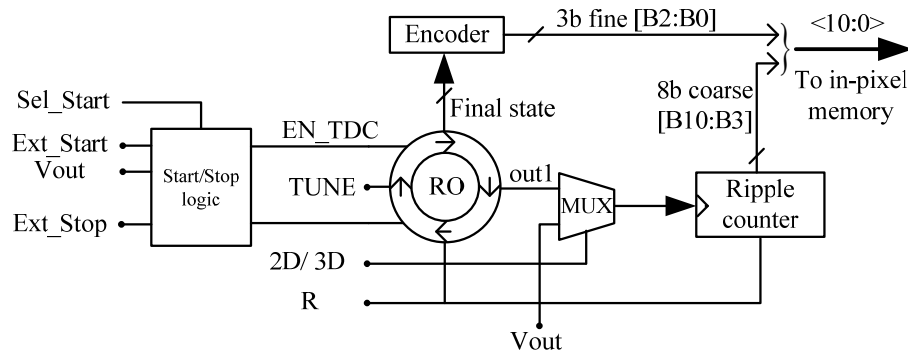 Encoder
3b fine [B2:B0]
<10:0>
To in-pixel
memory
8b coarse
[B10:B3]
Final state
Sel_Start
Ext_Start
Vout
Ext_Stop
Start/Stop
logic
EN_TDC
TUNE
RO
out1
MUX
Ripple
counter
2D/ 3D
R
Vout